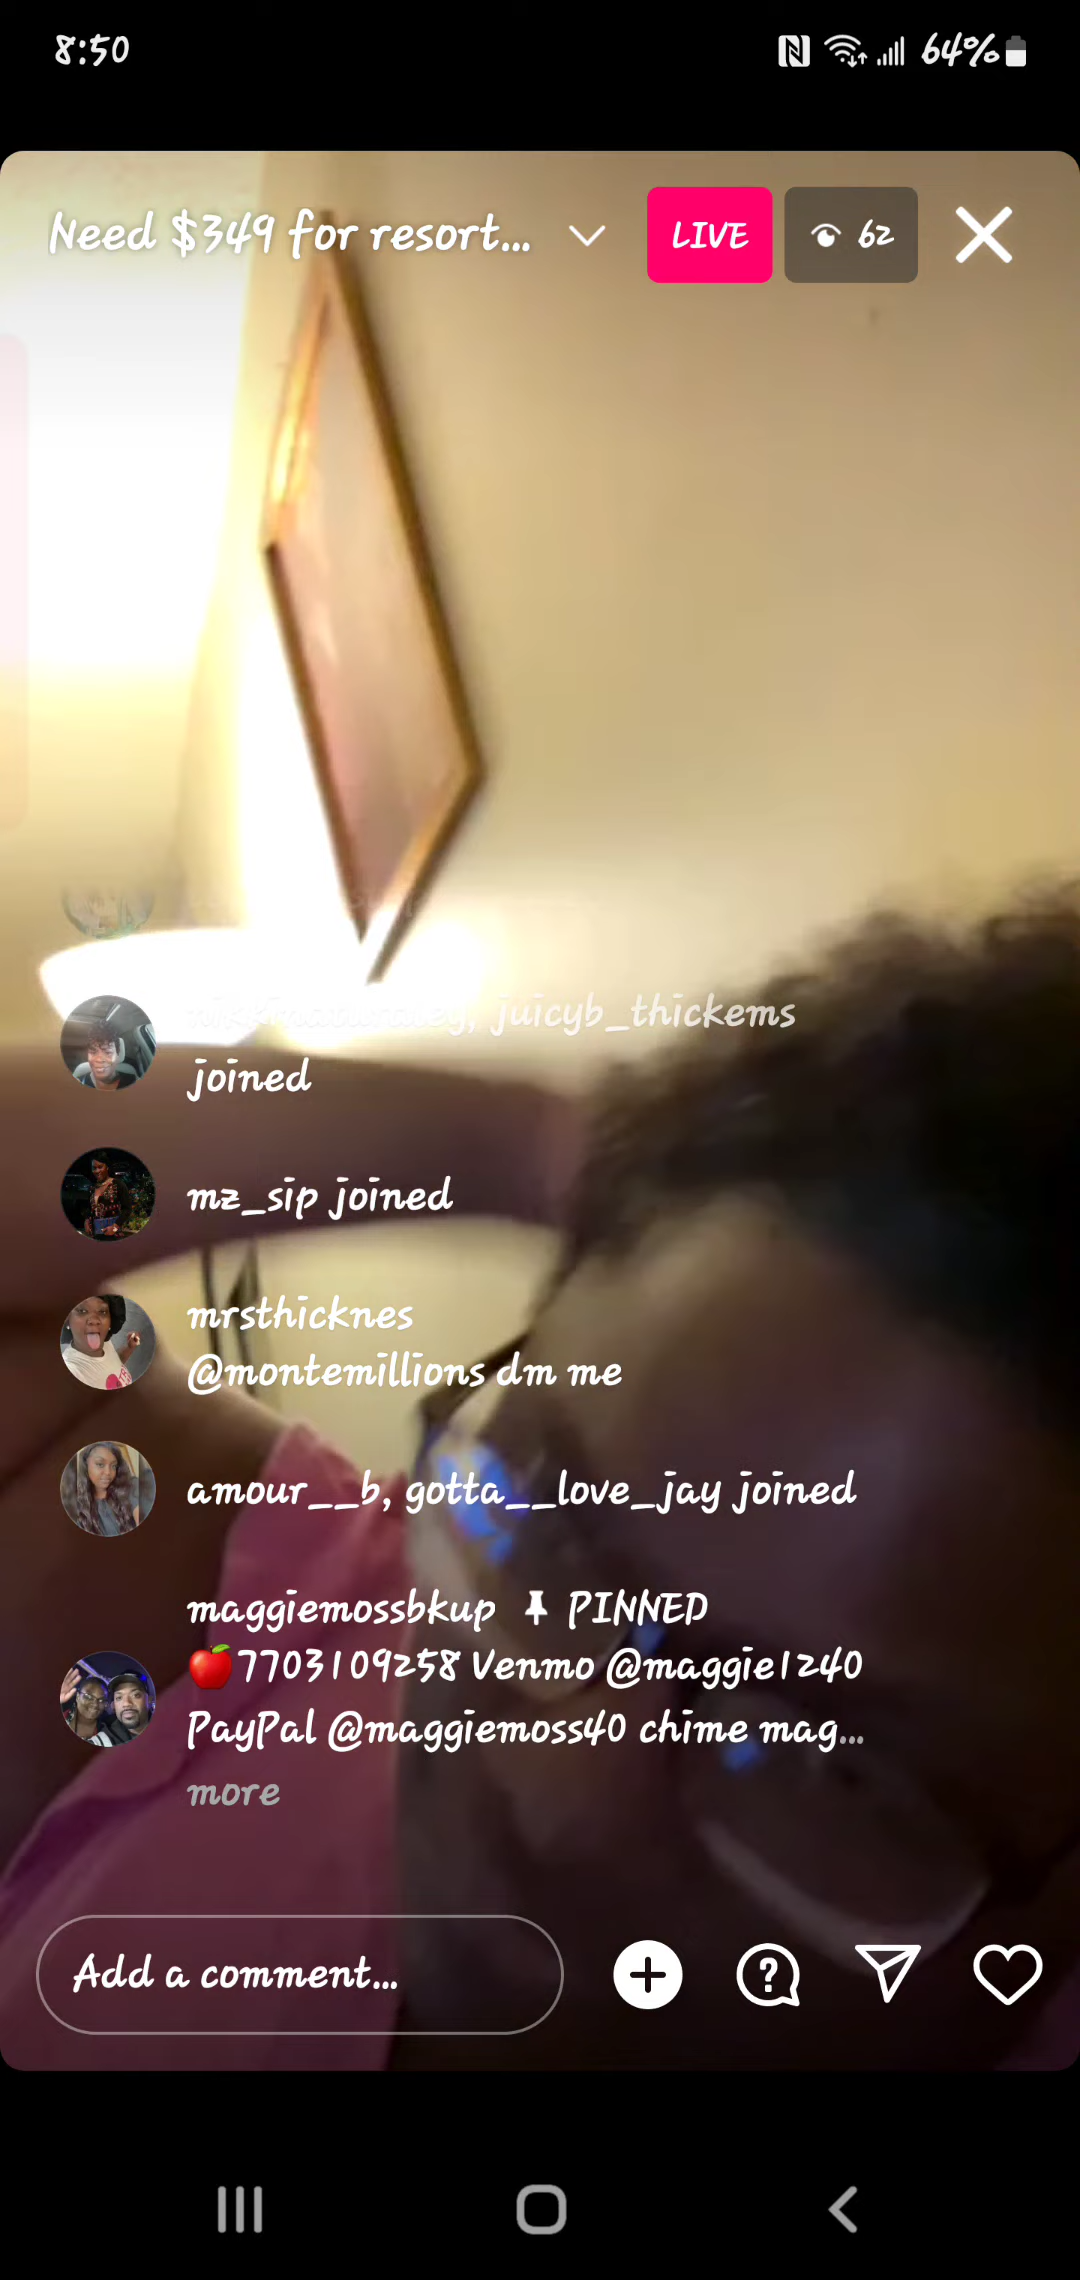 8:50
64%
Need $349 for resort...
LIVE
62
juicyb_thickems
joined
mz_sip joined
mrsthicknes
@montemillions dm me
amour__b, gotta__love_jay joined
maggiemossbkup PINNED
🍎7703109258 Venmo @maggie1240
PayPal @maggiemoss40 chime mag...
more
Add a comment...